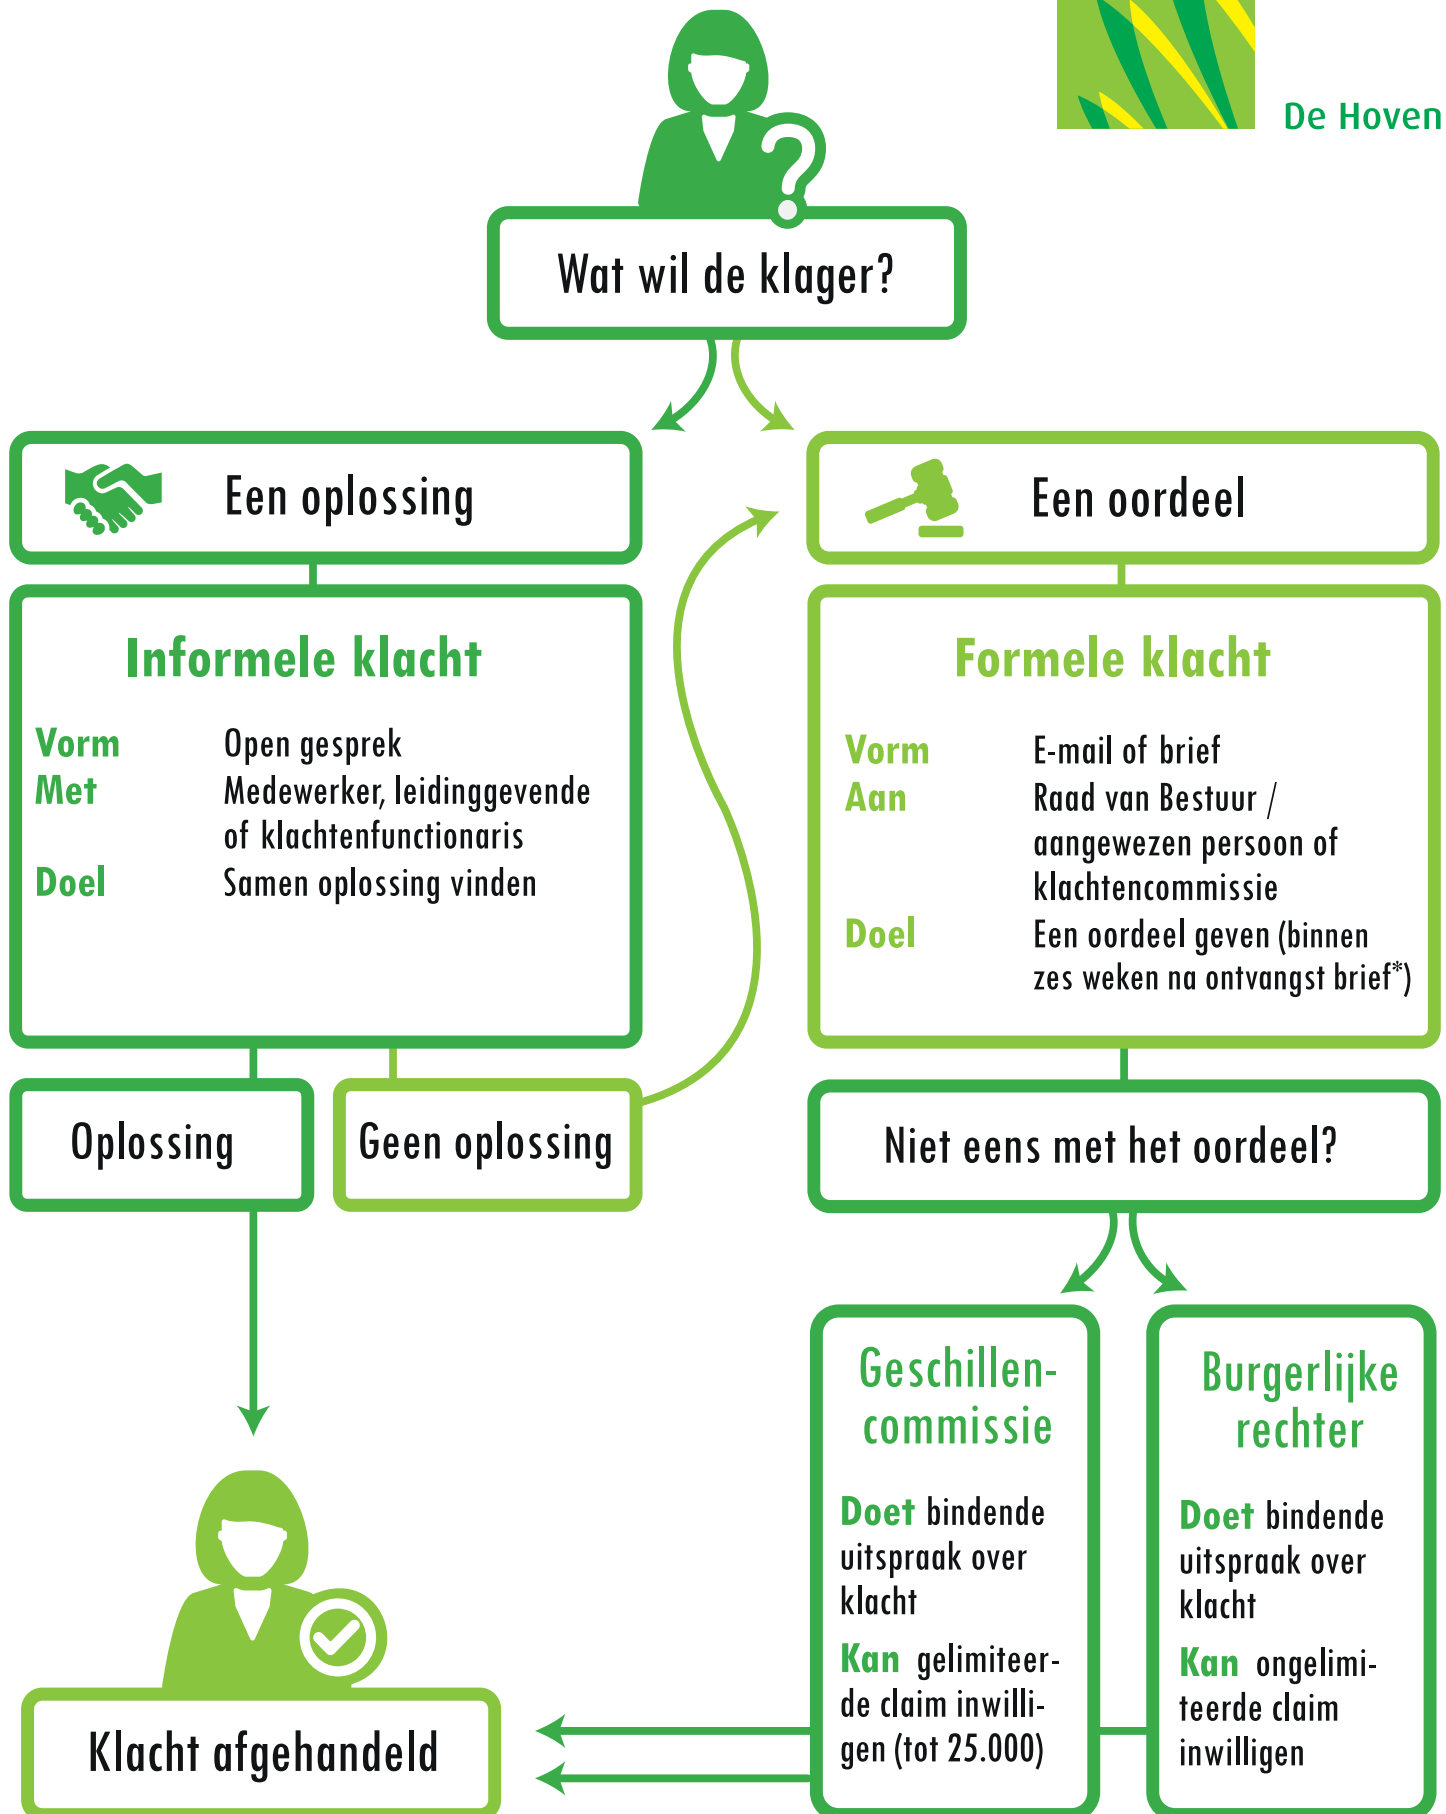 De Hoven
Wat wil de klager?
Een oplossing
Informele klacht
Vorm Open gesprek
Met Medewerker, leidinggevende
of klachtenfunctionaris
Doel Samen oplossing vinden
Oplossing
Geen oplossing
Een oordeel
Formele klacht
Vorm E-mail of brief
Aan Raad van Bestuur /
aangewezen persoon of
klachtencommissie
Doel Een oordeel geven (binnen
zes weken na ontvangst brief*)
Niet eens met het oordeel?
Geschillen-
commissie
Doet bindende
uitspraak over
klacht
Kan gelimiteer-
de claim inwilli-
gen (tot 25.000)
Burgerlijke
rechter
Doet bindende
uitspraak over
klacht
Kan ongelimi-
teerde claim
inwilligen
Klacht afgehandeld